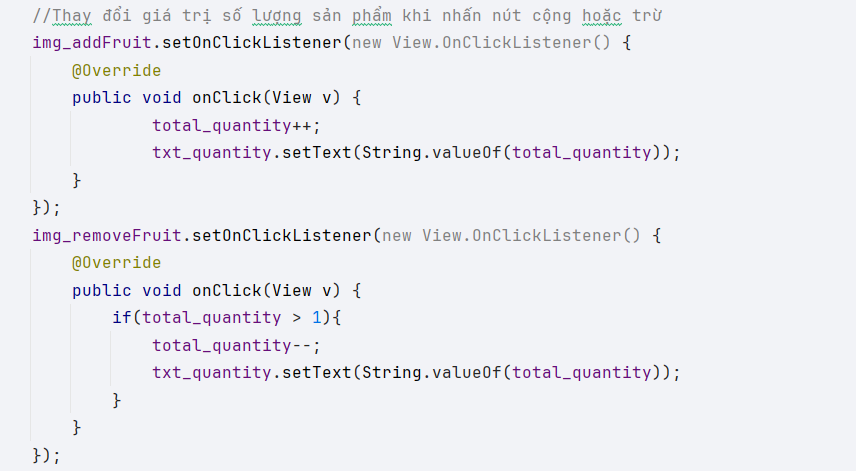 //Thay đổi giá trị số lượng sản phẩm khi nhấn nút cộng hoặc trừ
img_addFruit.setOnClickListener(new View.OnClickListener() {
    @Override
    public void onClick(View v) {
            total_quantity++;
            txt_quantity.setText(String.valueOf(total_quantity));
    }
});
img_removeFruit.setOnClickListener(new View.OnClickListener() {
    @Override
    public void onClick(View v) {
        if(total_quantity > 1){
            total_quantity--;
            txt_quantity.setText(String.valueOf(total_quantity));
        }
    }
});